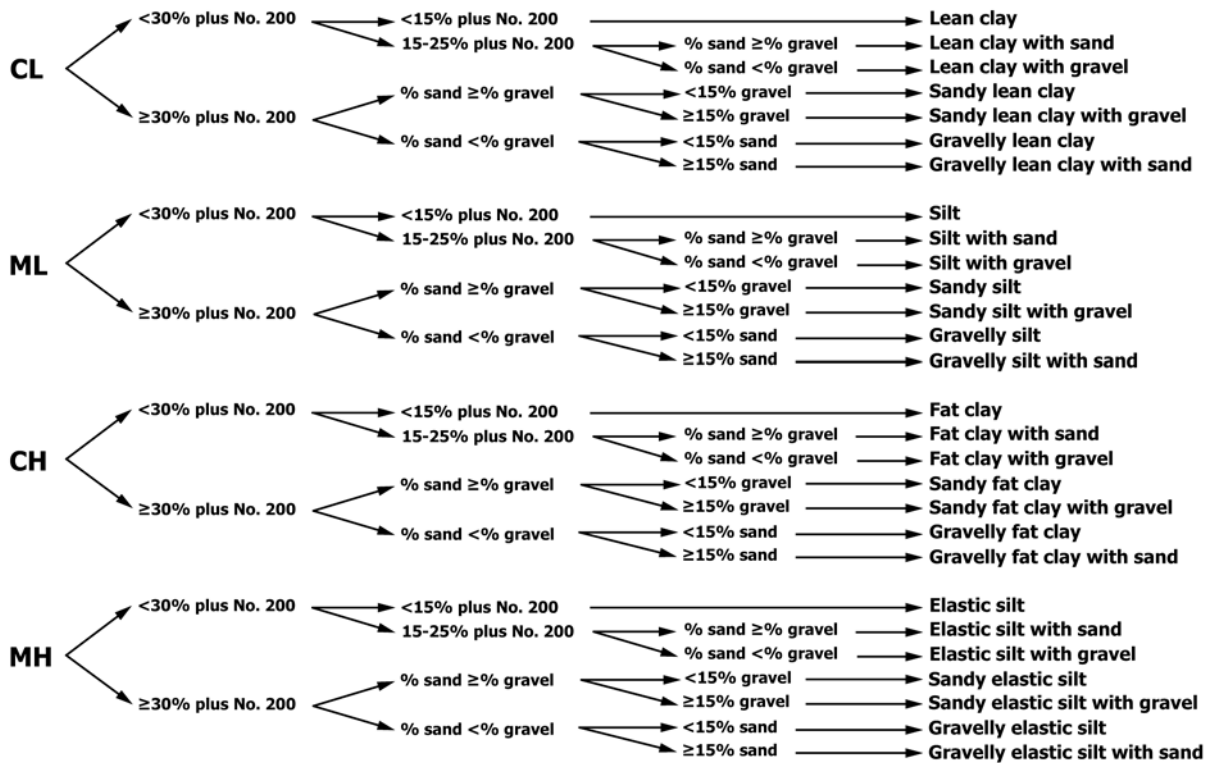 <30% plus No. 200 <15% plus No. 200 Lean clay
15-25% plus No. 200 % sand ≥% gravel Lean clay with sand
% sand <% gravel Lean clay with gravel
CL
≥30% plus No. 200 % sand ≥% gravel <15% gravel Sandy lean clay
≥15% gravel Sandy lean clay with gravel
% sand <% gravel <15% sand Gravelly lean clay
≥15% sand Gravelly lean clay with sand
<30% plus No. 200 <15% plus No. 200 Silt
15-25% plus No. 200 % sand ≥% gravel Silt with sand
% sand <% gravel Silt with gravel
ML
≥30% plus No. 200 % sand ≥% gravel <15% gravel Sandy silt
≥15% gravel Sandy silt with gravel
% sand <% gravel <15% sand Gravelly silt
≥15% sand Gravelly silt with sand
<30% plus No. 200 <15% plus No. 200 Fat clay
15-25% plus No. 200 % sand ≥% gravel Fat clay with sand
% sand <% gravel Fat clay with gravel
CH
≥30% plus No. 200 % sand ≥% gravel <15% gravel Sandy fat clay
≥15% gravel Sandy fat clay with gravel
% sand <% gravel <15% sand Gravelly fat clay
≥15% sand Gravelly fat clay with sand
<30% plus No. 200 <15% plus No. 200 Elastic silt
15-25% plus No. 200 % sand ≥% gravel Elastic silt with sand
% sand <% gravel Elastic silt with gravel
MH
≥30% plus No. 200 % sand ≥% gravel <15% gravel Sandy elastic silt
≥15% gravel Sandy elastic silt with gravel
% sand <% gravel <15% sand Gravelly elastic silt
≥15% sand Gravelly elastic silt with sand